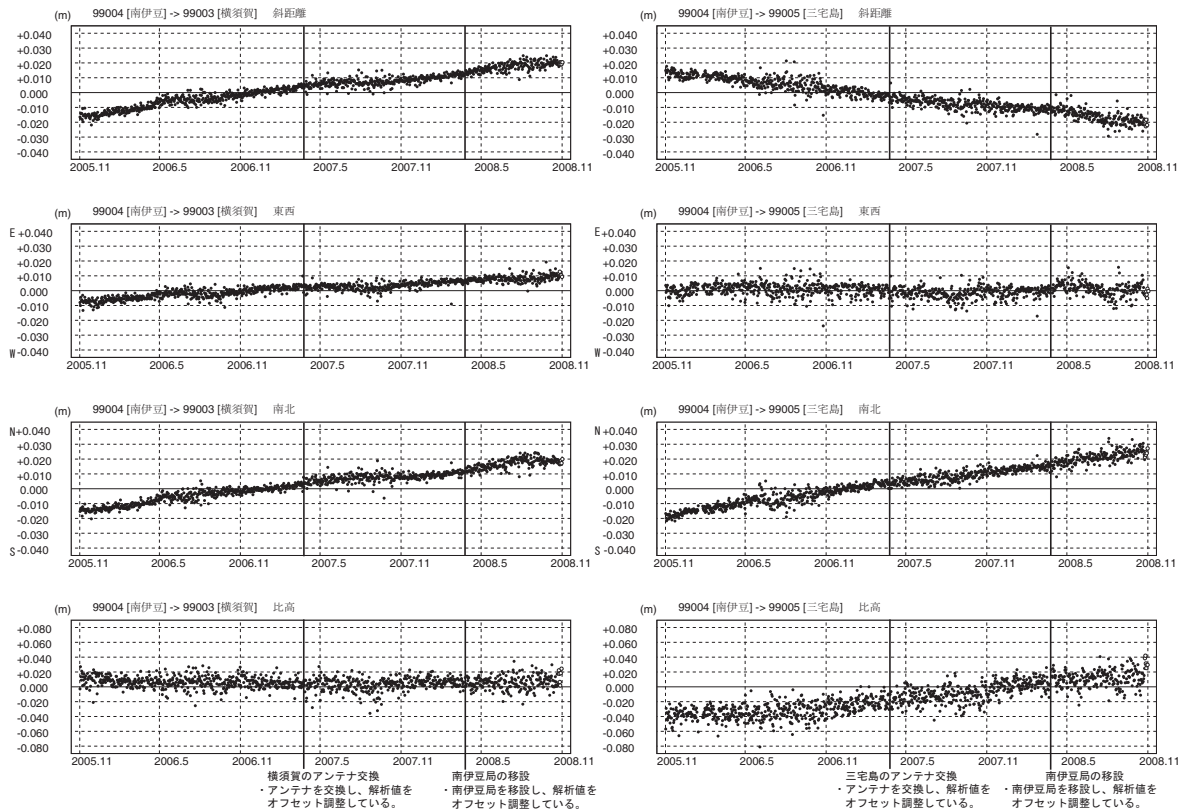 (m) 99004 [南伊豆] -> 99003 [横須賀] 斜距離
+0.040
+0.030
+0.020
+0.010
0.000
-0.010
-0.020
-0.030
-0.040
2005.11 2006.5 2006.11 2007.5 2007.11 2008.5 2008.11
(m) 99004 [南伊豆] -> 99005 [三宅島] 斜距離
+0.040
+0.030
+0.020
+0.010
0.000
-0.010
-0.020
-0.030
-0.040
2005.11 2006.5 2006.11 2007.5 2007.11 2008.5 2008.11
(m) 99004 [南伊豆] -> 99003 [横須賀] 東西
E +0.040
+0.030
+0.020
+0.010
0.000
-0.010
-0.020
-0.030
W -0.040
2005.11 2006.5 2006.11 2007.5 2007.11 2008.5 2008.11
(m) 99004 [南伊豆] -> 99005 [三宅島] 東西
E +0.040
+0.030
+0.020
+0.010
0.000
-0.010
-0.020
-0.030
W -0.040
2005.11 2006.5 2006.11 2007.5 2007.11 2008.5 2008.11
(m) 99004 [南伊豆] -> 99003 [横須賀] 南北
N +0.040
+0.030
+0.020
+0.010
0.000
-0.010
-0.020
-0.030
S -0.040
2005.11 2006.5 2006.11 2007.5 2007.11 2008.5 2008.11
(m) 99004 [南伊豆] -> 99005 [三宅島] 南北
N +0.040
+0.030
+0.020
+0.010
0.000
-0.010
-0.020
-0.030
S -0.040
2005.11 2006.5 2006.11 2007.5 2007.11 2008.5 2008.11
(m) 99004 [南伊豆] -> 99003 [横須賀] 比高
+0.080
+0.060
+0.040
+0.020
0.000
-0.020
-0.040
-0.060
-0.080
2005.11 2006.5 2006.11 2007.5 2007.11 2008.5 2008.11
横須賀のアンテナ交換
・アンテナを交換し、解析値を
オフセット調整している。
南伊豆局の移設
・南伊豆局を移設し、解析値を
オフセット調整している。
(m) 99004 [南伊豆] -> 99005 [三宅島] 比高
+0.080
+0.060
+0.040
+0.020
0.000
-0.020
-0.040
-0.060
-0.080
2005.11 2006.5 2006.11 2007.5 2007.11 2008.5 2008.11
三宅島のアンテナ交換
・アンテナを交換し、解析値を
オフセット調整している。
南伊豆局の移設
・南伊豆局を移設し、解析値を
オフセット調整している。